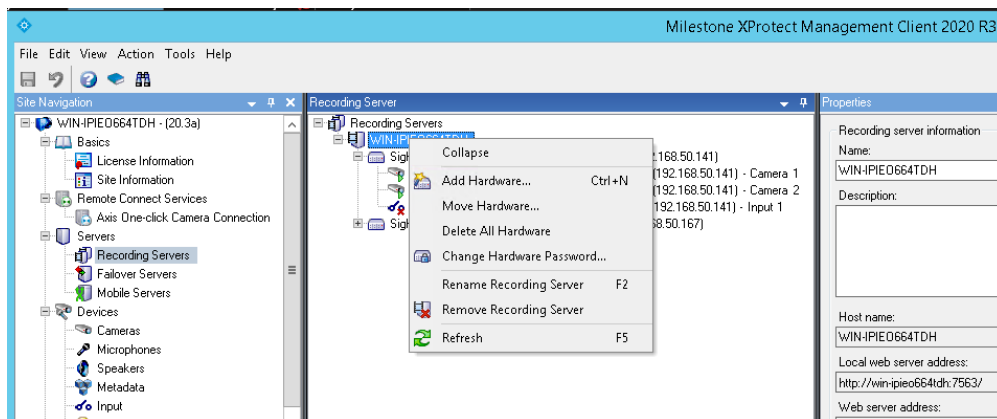 Milestone XProtect Management Client 2020 R3
File Edit View Action Tools Help
Site Navigation
WIN-IPIEO664TDH - (20.3a)
Basics
License Information
Site Information
Remote Connect Services
Axis One-click Camera Connection
Servers
Recording Servers
Failover Servers
Mobile Servers
Devices
Cameras
Microphones
Speakers
Metadata
Input
Recording Server
Recording Servers
WIN-IPIEO664TDH
.168.50.141)
(192.168.50.141) - Camera 1
(192.168.50.141) - Camera 2
192.168.50.141) - Input 1
8.50.167)
Collapse
Add Hardware... Ctrl+N
Move Hardware...
Delete All Hardware
Change Hardware Password...
Rename Recording Server F2
Remove Recording Server
Refresh F5
Properties
Recording server information
Name:
WIN-IPIEO664TDH
Description:
Host name:
WIN-IPIEO664TDH
Local web server address:
http://win-ipieo664tdh:7563/
Web server address: